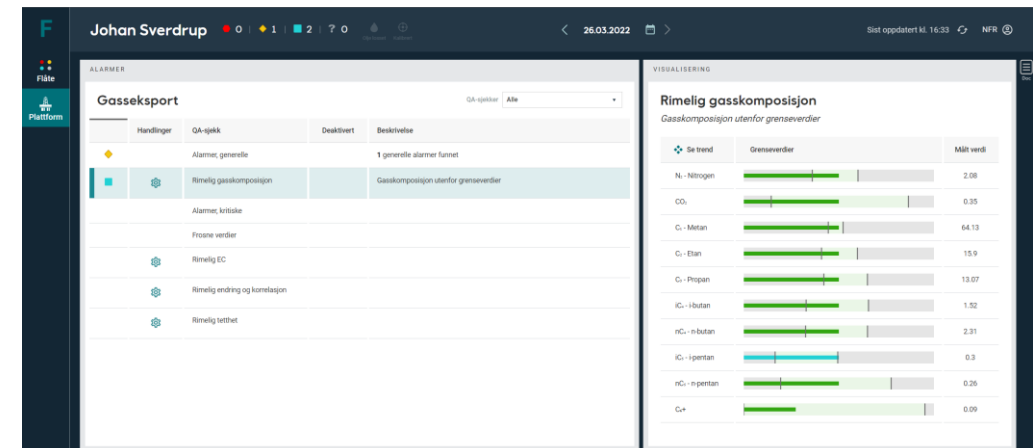 F
Johan Sverdrup 0 | 1 | 2 | ? 0
26.03.2022
Sist oppdatert kl. 16:33 NFR
Flåte
Plattform
ALARMER
Gasseksport
QA-sjekker Alle
Handlinger QA-sjekk Deaktivert Beskrivelse
Alarmer, generelle 1 generelle alarmer funnet
Rimelig gasskomposisjon Gasskomposisjon utenfor grenseverdier
Alarmer, kritiske
Frosne verdier
Rimelig EC
Rimelig endring og korrelasjon
Rimelig tetthet
VISUALISERING
Rimelig gasskomposisjon
Gasskomposisjon utenfor grenseverdier
Se trend Grenseverdier Målt verdi
N₂ - Nitrogen 2.08
CO₂ 0.35
C₁ - Metan 64.13
C₂ - Etan 15.9
C₃ - Propan 13.07
iC₄ - i-butan 1.52
nC₄ - n-butan 2.31
iC₅ - i-pentan 0.3
nC₅ - n-pentan 0.26
C₆+ 0.09